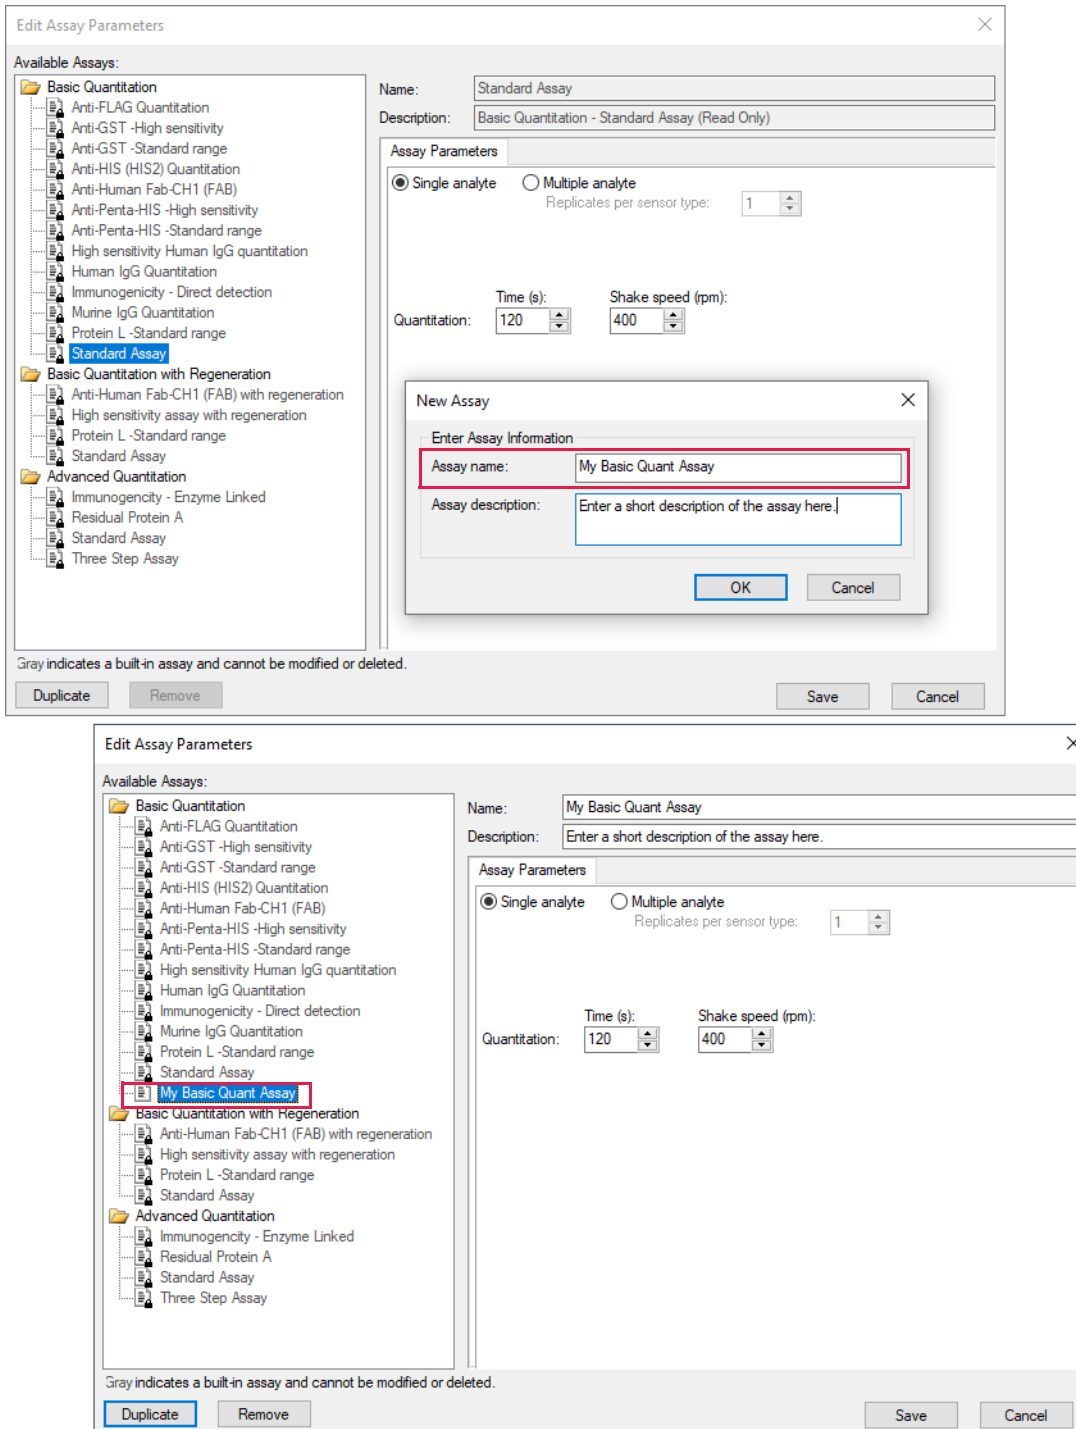 Edit Assay Parameters
Available Assays:
Basic Quantitation
Anti-FLAG Quantitation
Anti-GST -High sensitivity
Anti-GST -Standard range
Anti-HIS (HIS2) Quantitation
Anti-Human Fab-CH1 (FAB)
Anti-Penta-HIS -High sensitivity
Anti-Penta-HIS -Standard range
High sensitivity Human IgG quantitation
Human IgG Quantitation
Immunogenicity - Direct detection
Murine IgG Quantitation
Protein L -Standard range
Standard Assay
Basic Quantitation with Regeneration
Anti-Human Fab-CH1 (FAB) with regeneration
High sensitivity assay with regeneration
Protein L -Standard range
Standard Assay
Advanced Quantitation
Immunogencity - Enzyme Linked
Residual Protein A
Standard Assay
Three Step Assay
Name: Standard Assay
Description: Basic Quantitation - Standard Assay (Read Only)
Assay Parameters
Single analyte Multiple analyte
Replicates per sensor type: 1
Time (s): Shake speed (rpm):
Quantitation: 120 400
New Assay
Enter Assay Information
Assay name: My Basic Quant Assay
Assay description: Enter a short description of the assay here.
OK Cancel
Gray indicates a built-in assay and cannot be modified or deleted.
Duplicate Remove Save Cancel
Edit Assay Parameters
Available Assays:
Basic Quantitation
Anti-FLAG Quantitation
Anti-GST -High sensitivity
Anti-GST -Standard range
Anti-HIS (HIS2) Quantitation
Anti-Human Fab-CH1 (FAB)
Anti-Penta-HIS -High sensitivity
Anti-Penta-HIS -Standard range
High sensitivity Human IgG quantitation
Human IgG Quantitation
Immunogenicity - Direct detection
Murine IgG Quantitation
Protein L -Standard range
Standard Assay
My Basic Quant Assay
Basic Quantitation with Regeneration
Anti-Human Fab-CH1 (FAB) with regeneration
High sensitivity assay with regeneration
Protein L -Standard range
Standard Assay
Advanced Quantitation
Immunogencity - Enzyme Linked
Residual Protein A
Standard Assay
Three Step Assay
Name: My Basic Quant Assay
Description: Enter a short description of the assay here.
Assay Parameters
Single analyte Multiple analyte
Replicates per sensor type: 1
Time (s): Shake speed (rpm):
Quantitation: 120 400
Gray indicates a built-in assay and cannot be modified or deleted.
Duplicate Remove Save Cancel